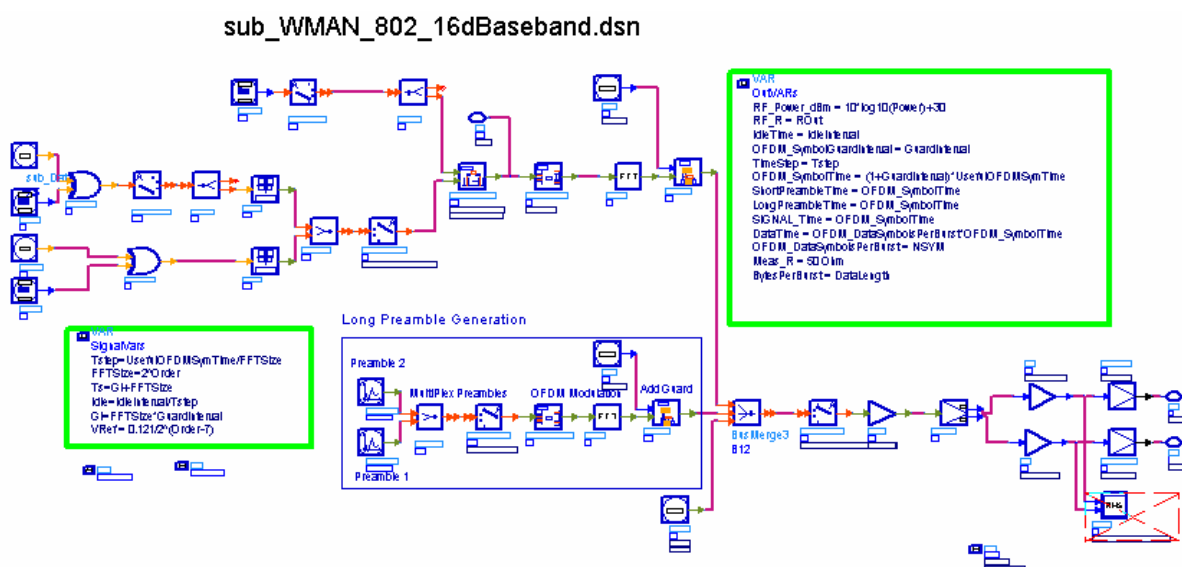 sub_WMAN_802_16dBaseband.dsn
VAR
OutVARs
RF_Power_dBm = 10*log10(Power)+30
RF_R = ROut
IdleTime = IdleInterval
OFDM_SymbolGuardInterval = GuardInterval
TimeStep = Tstep
OFDM_SymbolTime = (1+GuardInterval)*UsefulOFDMSymTime
ShortPreambleTime = OFDM_SymbolTime
LongPreambleTime = OFDM_SymbolTime
SIGNAL_Time = OFDM_SymbolTime
DataTime = OFDM_DataSymbolsPerBurst*OFDM_SymbolTime
OFDM_DataSymbolsPerBurst = NSYM
Meas_R = 50 Ohm
BytesPerBurst = DataLength
FFT
VAR
SignalVars
Tstep=UsefulOFDMSymTime/FFTSize
FFTSize=2^Order
Ts=GI+FFTSize
Idle=IdleInterval/Tstep
GI=FFTSize*GuardInterval
VRef= 0.121/2^(Order-7)
Long Preamble Generation
Preamble 2
MultiPlex Preambles
OFDM Modulation
Add Guard
FFT
Preamble 1
BusMerge3
B12